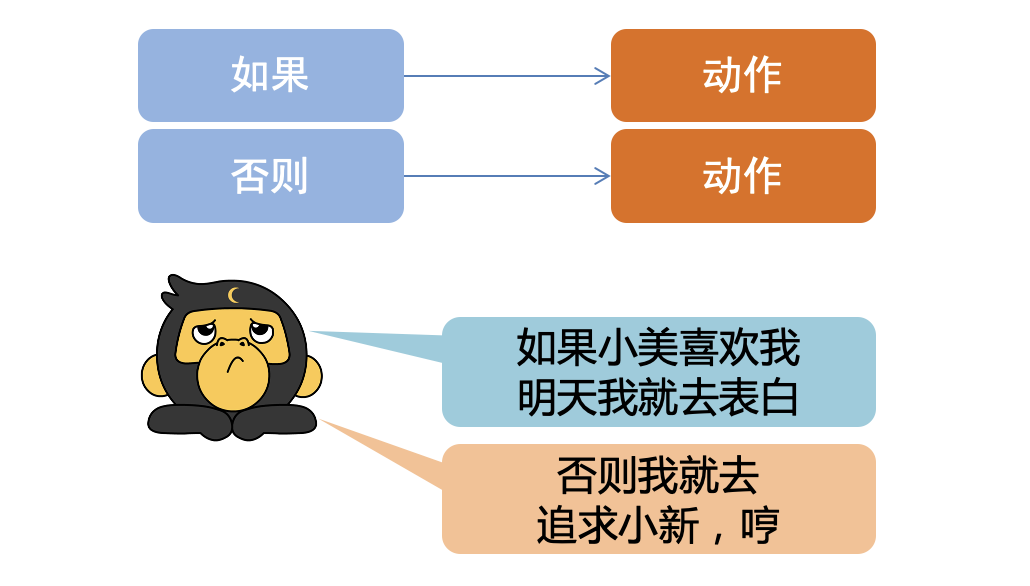 如果
动作
否则
动作
如果小美喜欢我
明天我就去表白
否则我就去
追求小新，哼